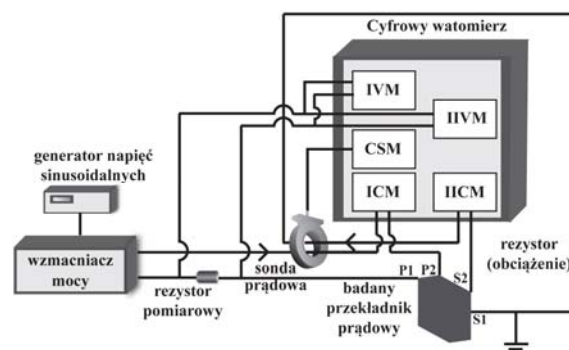 Cyfrowy watomierz
IVM
IIVM
CSM
ICM
IICM
generator napięć
sinusoidalnych
wzmacniacz
mocy
rezystor
pomiarowy
sonda
prądowa
badany
przekładnik
prądowy
P1
P2
S2
S1
rezystor
(obciążenie)